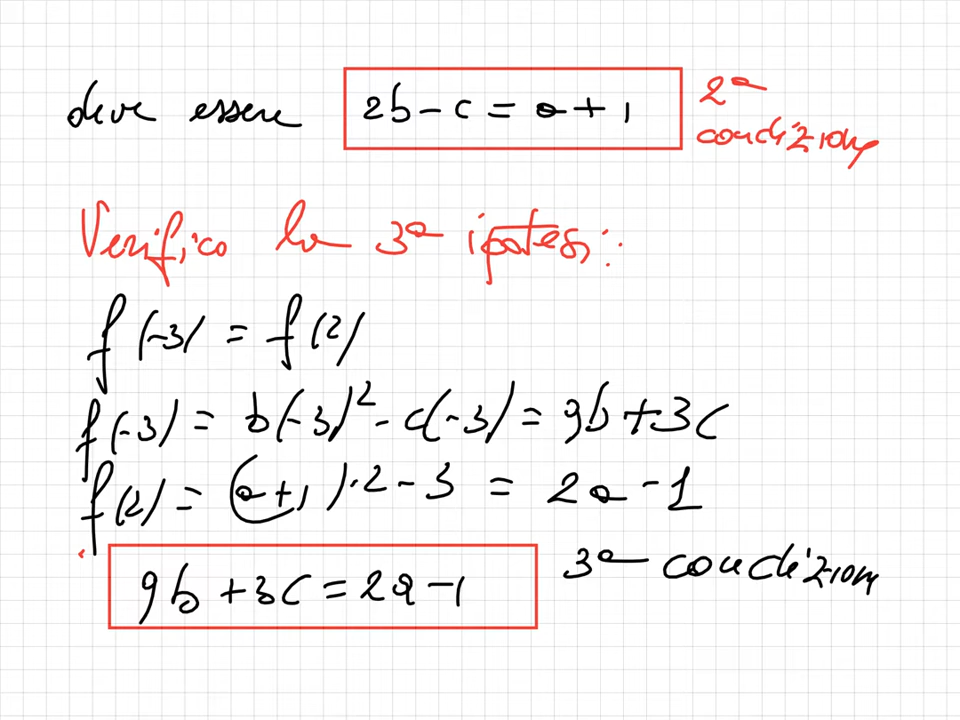 deve essere 2b - c = a + 1 2ª condizione
Verifico la 3ª ipotesi:
f(-3) = f(2)
f(-3) = b(-3)² - c(-3) = 9b + 3c
f(2) = (a+1)·2 - 3 = 2a - 1
9b + 3c = 2a - 1 3ª condizione